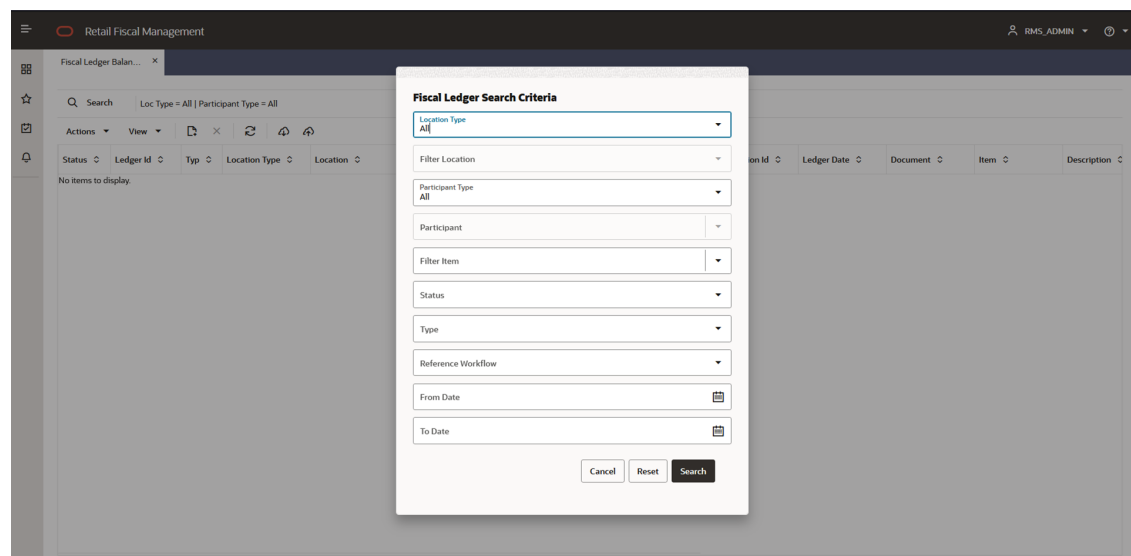 Retail Fiscal Management
RMS_ADMIN
Fiscal Ledger Balan... ×
Search Loc Type = All | Participant Type = All
Actions View
Status Ledger Id Typ Location Type Location ion Id Ledger Date Document Item Description
No items to display.
Fiscal Ledger Search Criteria
Location Type
All
Filter Location
Participant Type
All
Participant
Filter Item
Status
Type
Reference Workflow
From Date
To Date
Cancel Reset Search